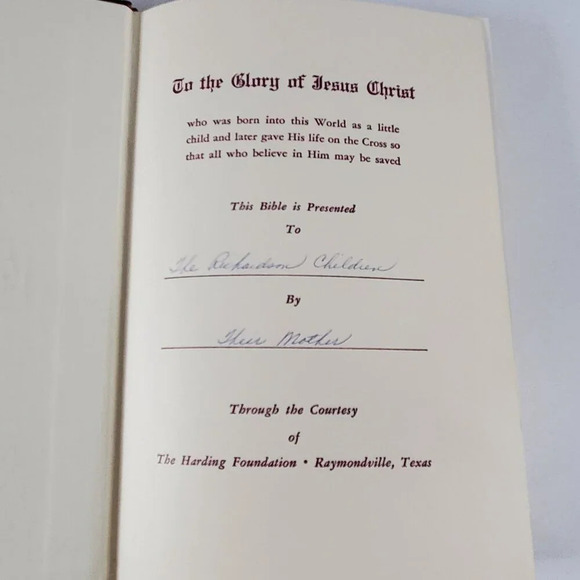 To the Glory of Jesus Christ
who was born into this World as a little
child and later gave His life on the Cross so
that all who believe in Him may be saved
This Bible is Presented
To
The Richardson Children
By
Their Mother
Through the Courtesy
of
The Harding Foundation • Raymondville, Texas